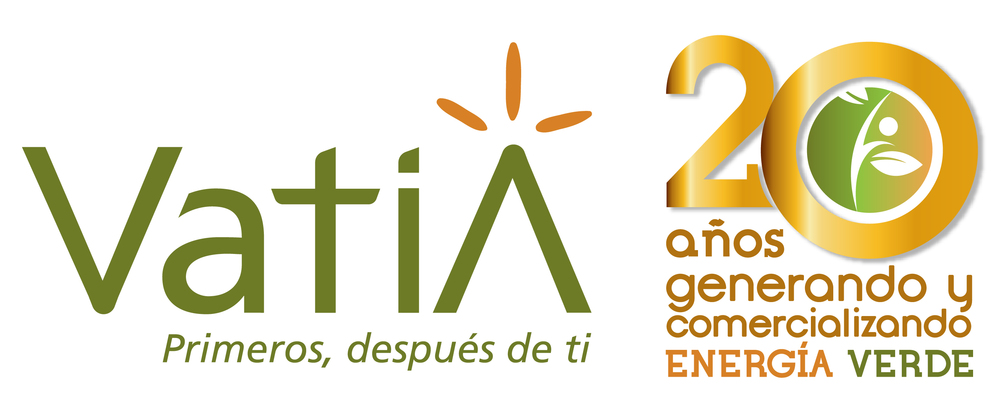 VatiA
Primeros, después de ti
20
años
generando y
comercializando
ENERGÍA VERDE